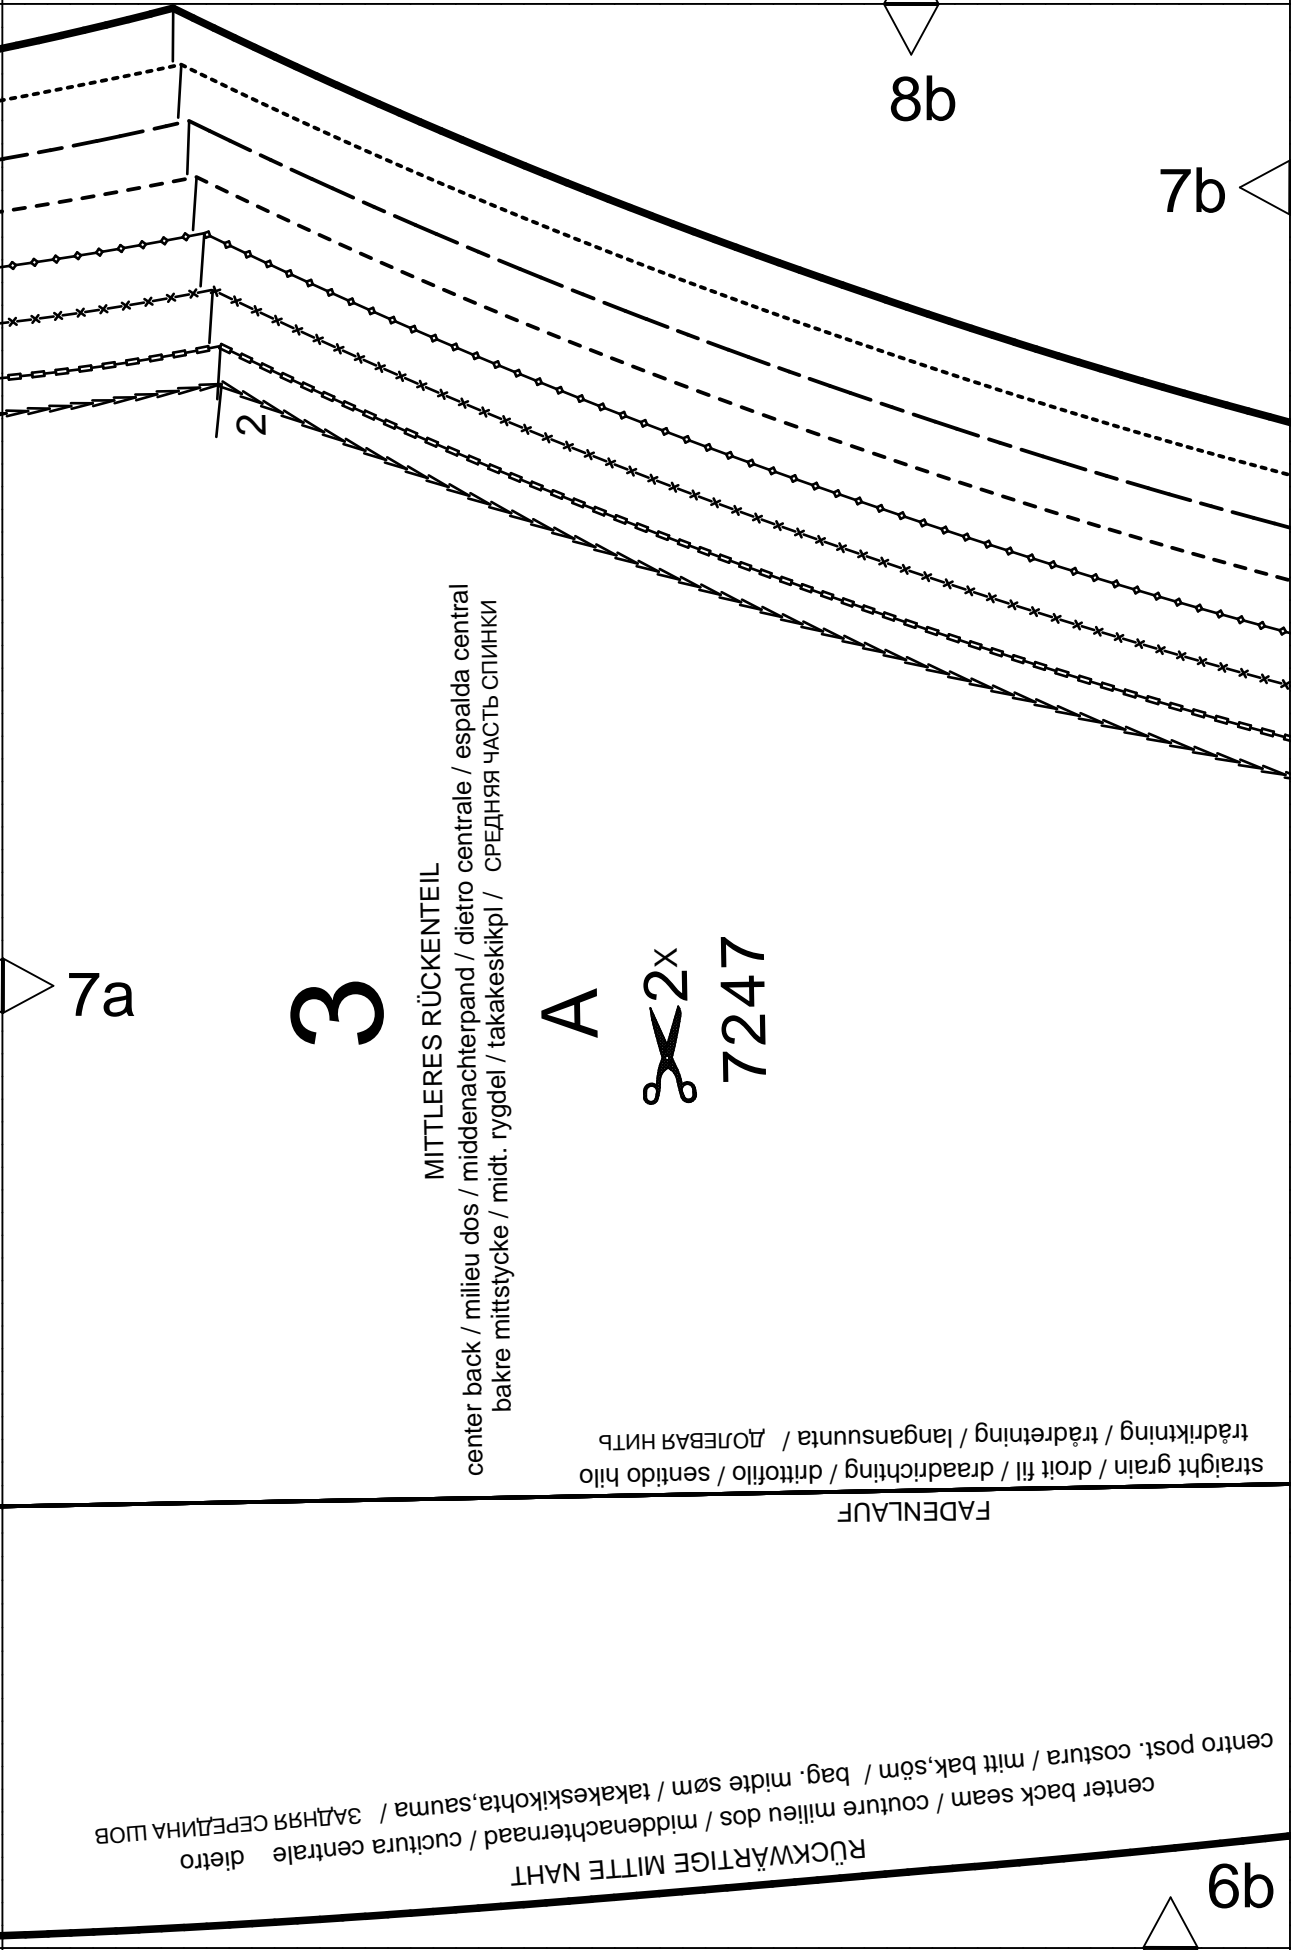 8b
7b
2
7a
3
MITTLERES RÜCKENTEIL
center back / milieu dos / middenachterpand / dietro centrale / espalda central
bakre mittstycke / midt. rygdel / takakeskikpl / СРЕДНЯЯ ЧАСТЬ СПИНКИ
A
2x
7247
FADENLAUF
straight grain / droit fil / draadrichting / drittofilo / sentido hilo
trådriktning / trådretning / langansuunta / ДОЛЕВАЯ НИТЬ
RÜCKWÄRTIGE MITTE NAHT
center back seam / couture milieu dos / middenachternaad / cucitura centrale dietro
centro post. costura / mitt bak,söm / bag. midte søm / takakeskikohta,sauma / ЗАДНЯЯ СЕРЕДИНА ШОВ
6b